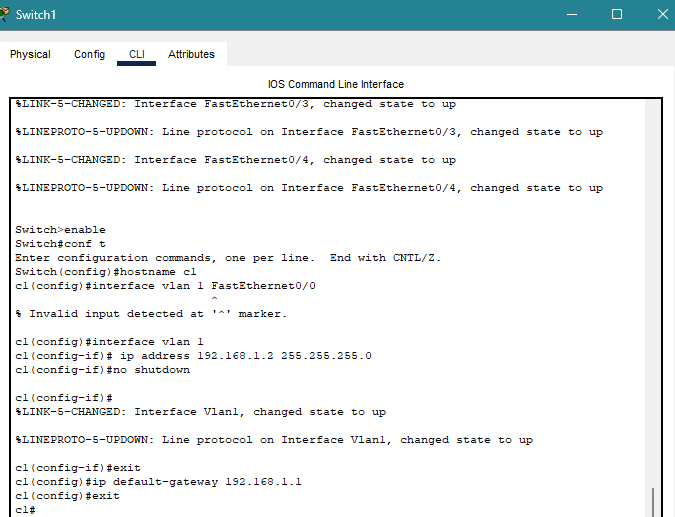 Switch1
Physical Config CLI Attributes
IOS Command Line Interface
%LINK-5-CHANGED: Interface FastEthernet0/3, changed state to up
%LINEPROTO-5-UPDOWN: Line protocol on Interface FastEthernet0/3, changed state to up
%LINK-5-CHANGED: Interface FastEthernet0/4, changed state to up
%LINEPROTO-5-UPDOWN: Line protocol on Interface FastEthernet0/4, changed state to up
Switch>enable
Switch#conf t
Enter configuration commands, one per line.  End with CNTL/Z.
Switch(config)#hostname c1
c1(config)#interface vlan 1 FastEthernet0/0
^
% Invalid input detected at '^' marker.
c1(config)#interface vlan 1
c1(config-if)# ip address 192.168.1.2 255.255.255.0
c1(config-if)#no shutdown
c1(config-if)#
%LINK-5-CHANGED: Interface Vlan1, changed state to up
%LINEPROTO-5-UPDOWN: Line protocol on Interface Vlan1, changed state to up
c1(config-if)#exit
c1(config)#ip default-gateway 192.168.1.1
c1(config)#exit
c1#